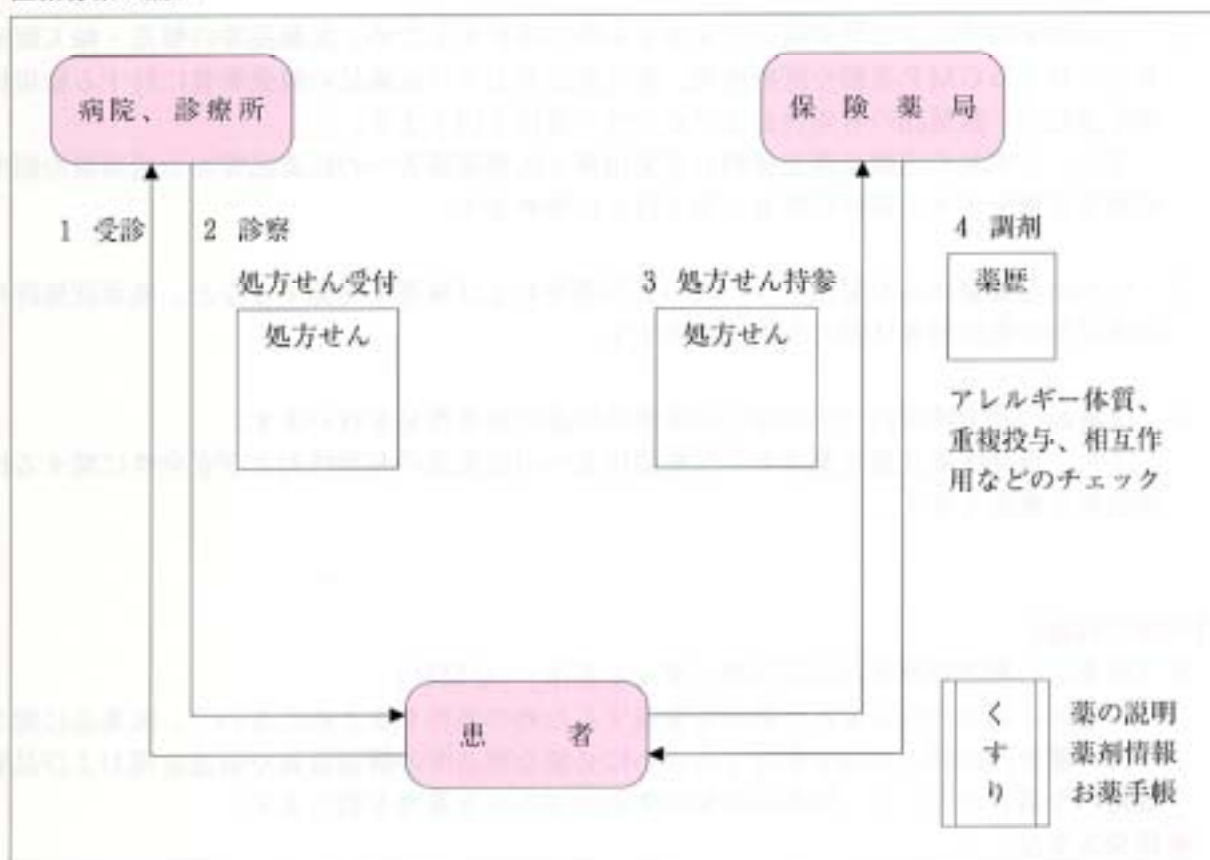 病院、診療所
保険薬局
1 受診
2 診察
処方せん受付
処方せん
3 処方せん持参
処方せん
4 調剤
薬歴
アレルギー体質、
重複投与、相互作
用などのチェック
患者
くすり
薬の説明
薬剤情報
お薬手帳